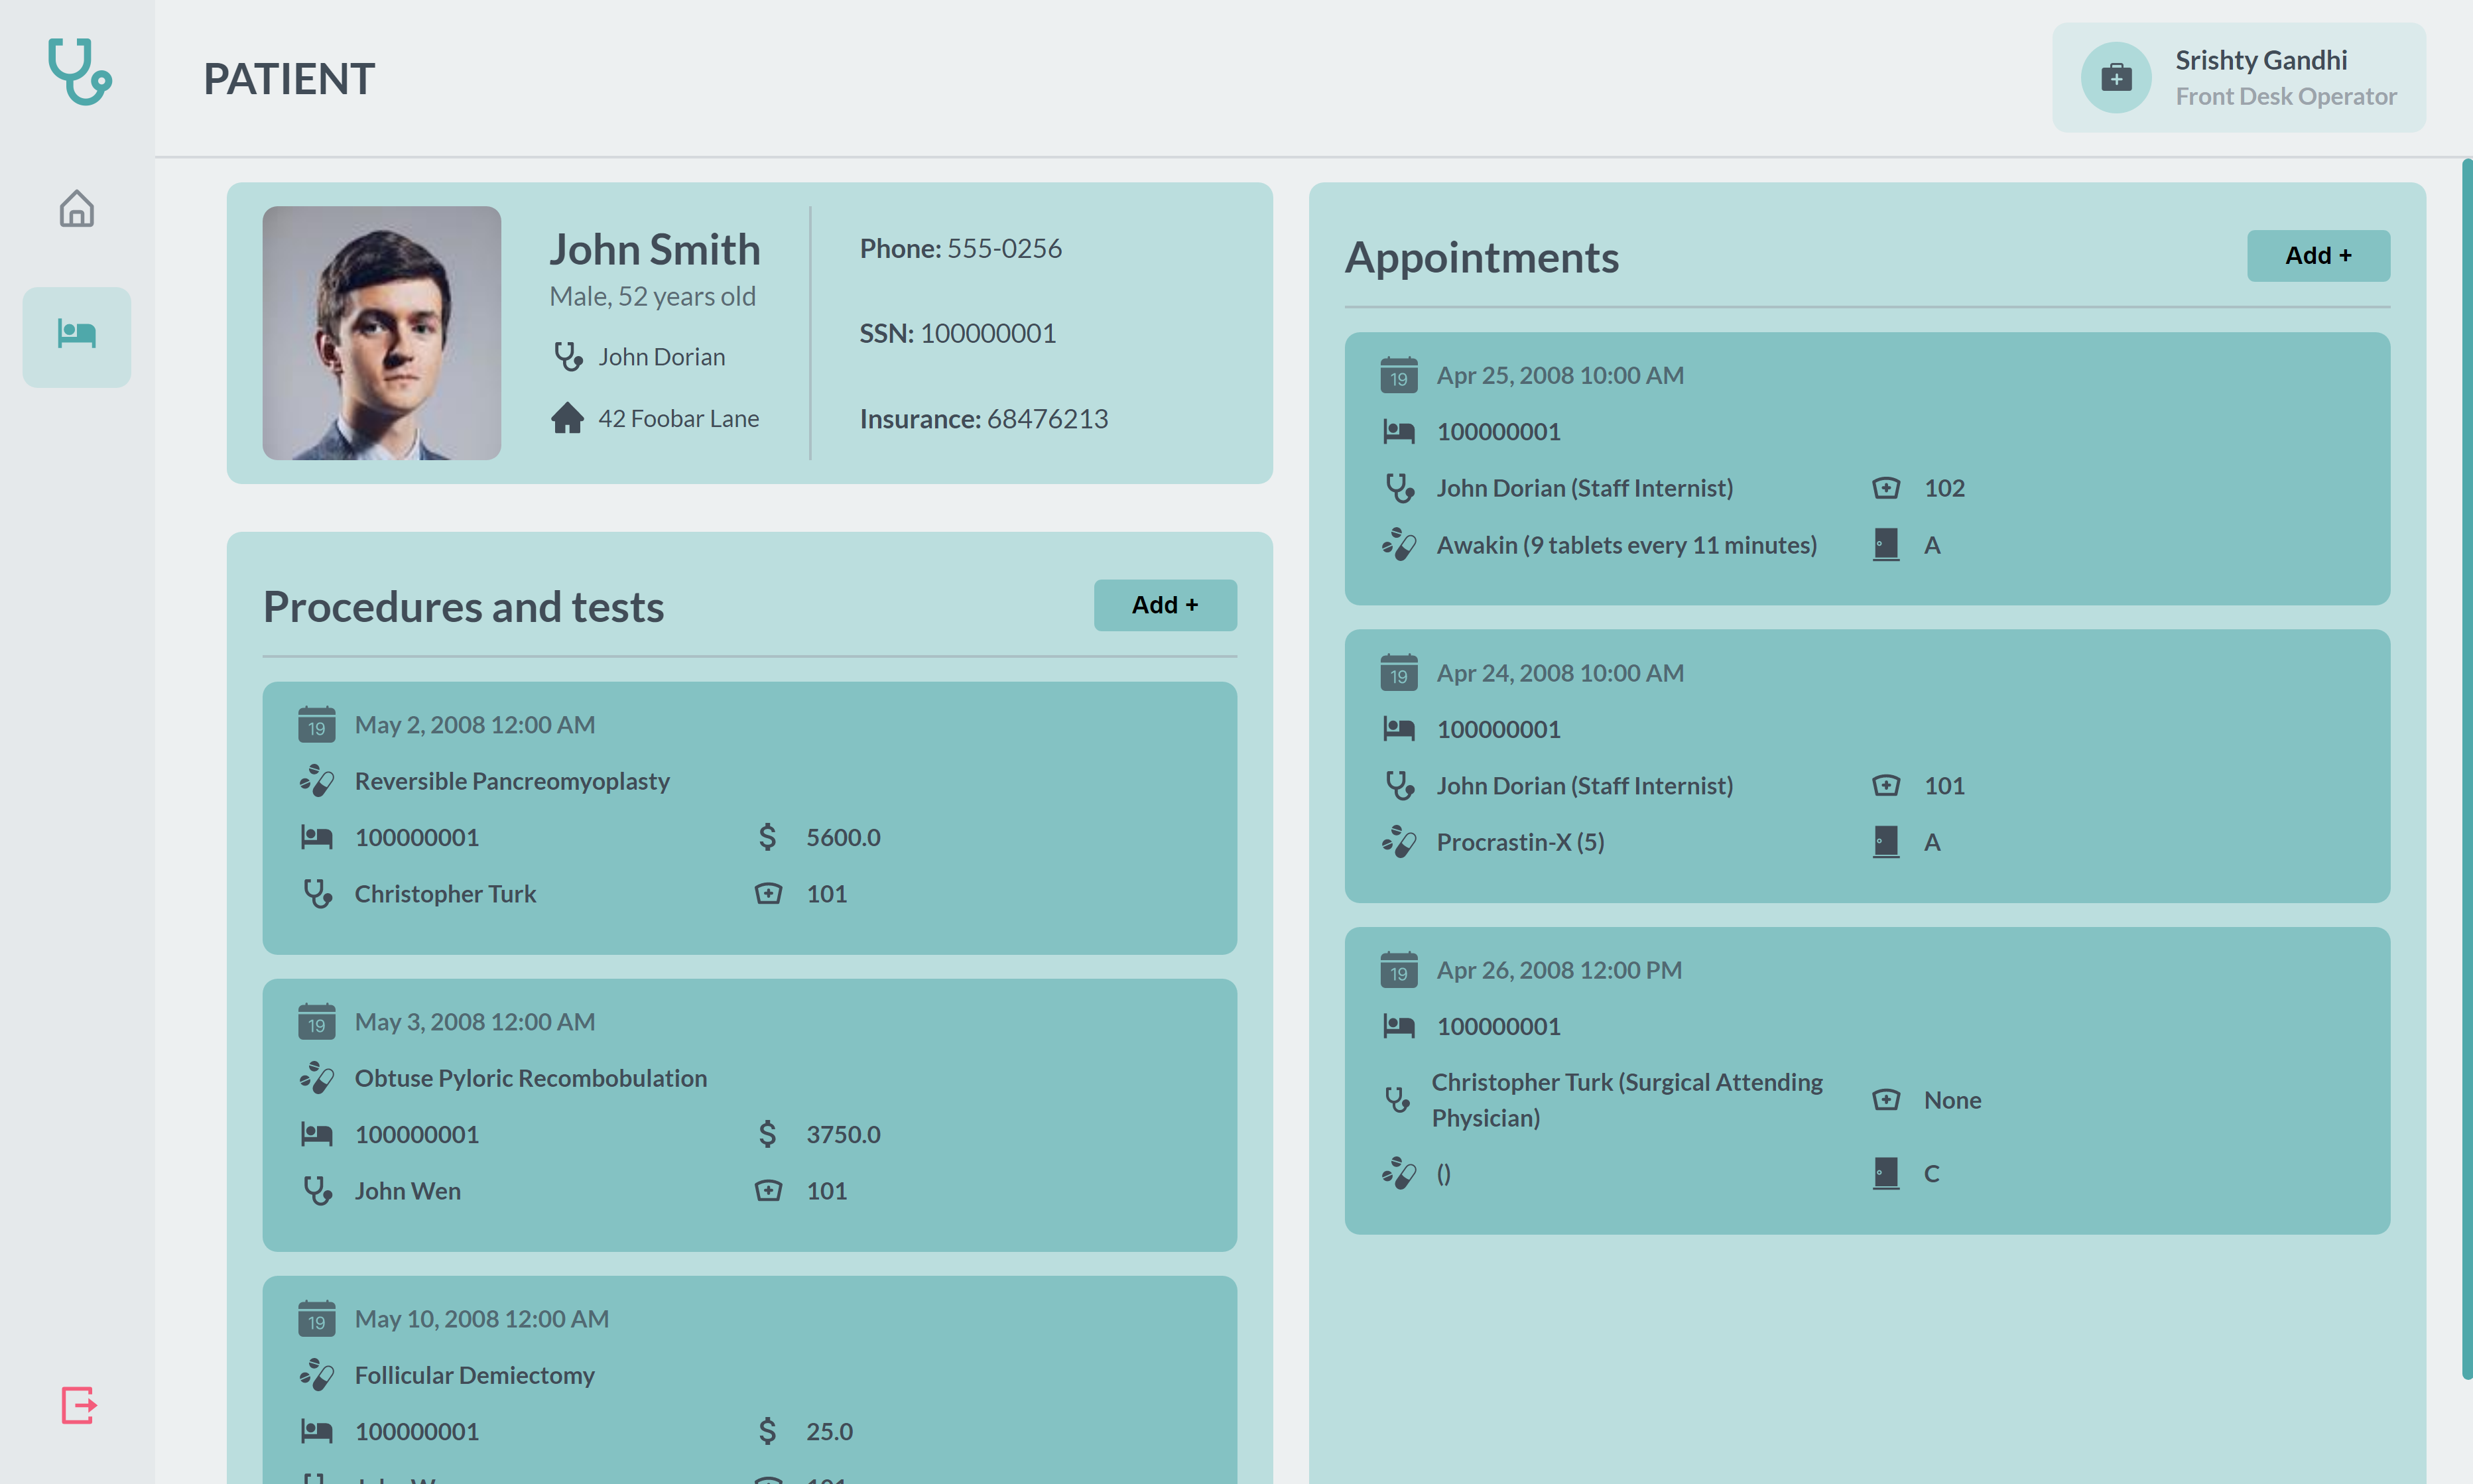 PATIENT
Srishty Gandhi
Front Desk Operator
John Smith
Male, 52 years old
John Dorian
42 Foobar Lane
Phone: 555-0256
SSN: 100000001
Insurance: 68476213
Procedures and tests
Add +
19 May 2, 2008 12:00 AM
Reversible Pancreomyoplasty
100000001
$ 5600.0
Christopher Turk
101
19 May 3, 2008 12:00 AM
Obtuse Pyloric Recombobulation
100000001
$ 3750.0
John Wen
101
19 May 10, 2008 12:00 AM
Follicular Demiectomy
100000001
$ 25.0
Appointments
Add +
19 Apr 25, 2008 10:00 AM
100000001
John Dorian (Staff Internist)
102
Awakin (9 tablets every 11 minutes)
A
19 Apr 24, 2008 10:00 AM
100000001
John Dorian (Staff Internist)
101
Procrastin-X (5)
A
19 Apr 26, 2008 12:00 PM
100000001
Christopher Turk (Surgical Attending
Physician)
None
()
C